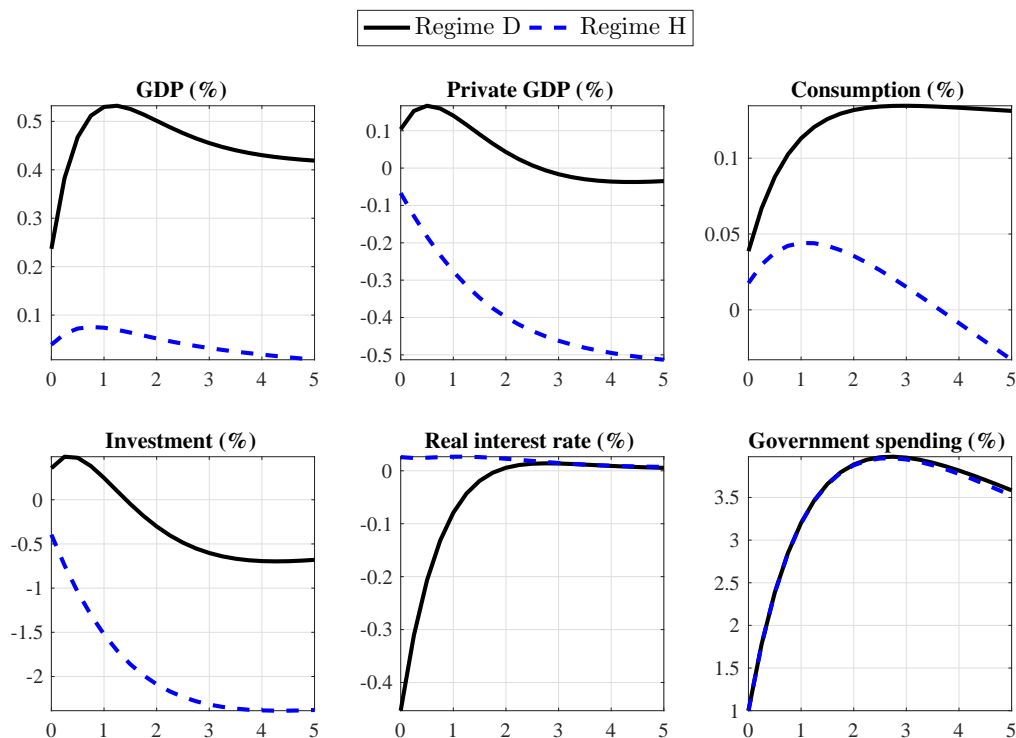 Regime D Regime H
GDP (%)
0.5
0.4
0.3
0.2
0.1
0 1 2 3 4 5
Private GDP (%)
0.1
0
-0.1
-0.2
-0.3
-0.4
-0.5
0 1 2 3 4 5
Consumption (%)
0.1
0.05
0
0 1 2 3 4 5
Investment (%)
0
-0.5
-1
-1.5
-2
0 1 2 3 4 5
Real interest rate (%)
0
-0.1
-0.2
-0.3
-0.4
0 1 2 3 4 5
Government spending (%)
3.5
3
2.5
2
1.5
1
0 1 2 3 4 5